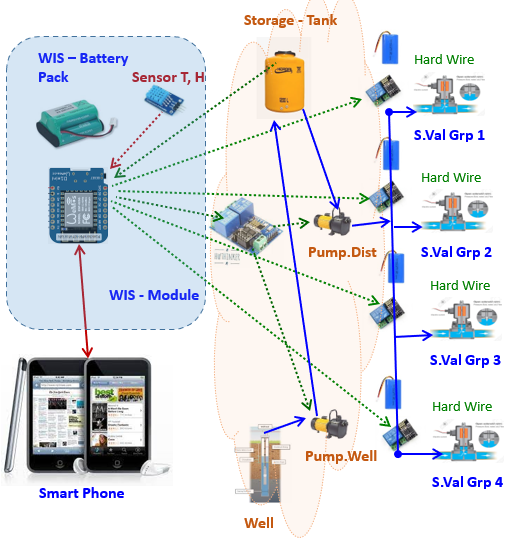 Storage - Tank
WIS – Battery
Pack
Sensor T, H
Hard Wire
S.Val Grp 1
Hard Wire
S.Val Grp 2
Pump.Dist
WIS - Module
Hard Wire
S.Val Grp 3
Hard Wire
Pump.Well
S.Val Grp 4
Smart Phone
Well